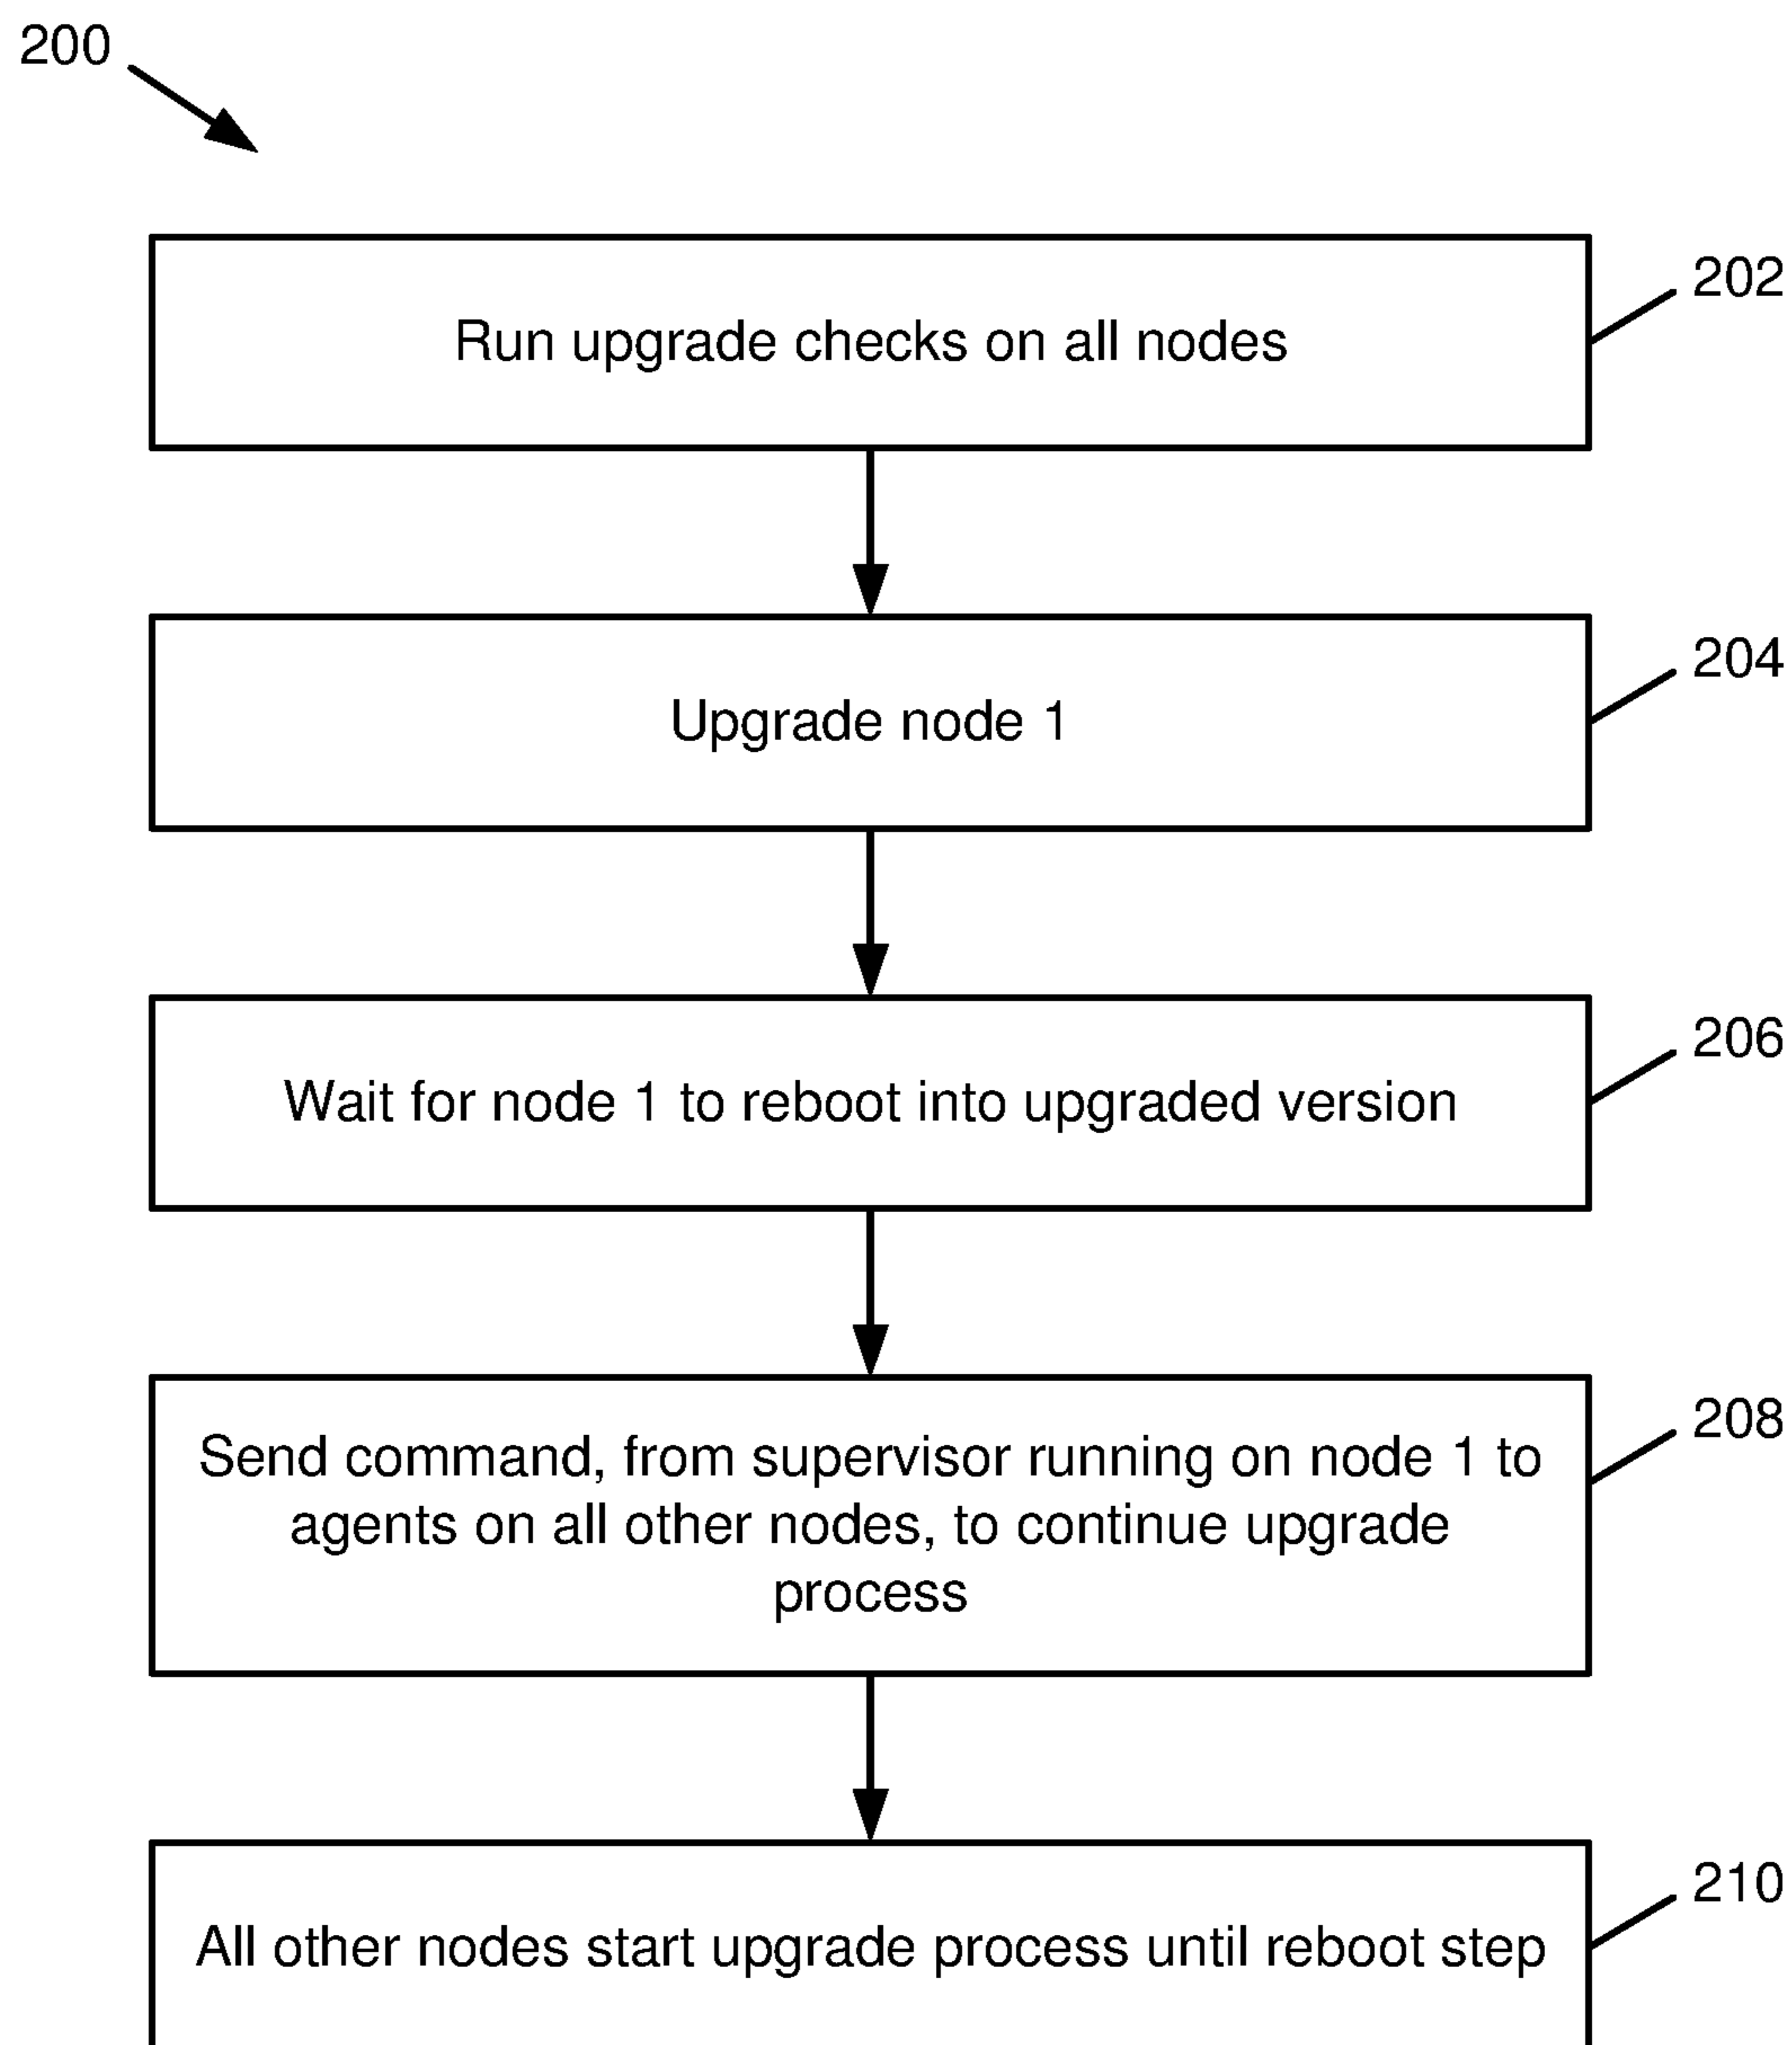 200
202
Run upgrade checks on all nodes
204
Upgrade node 1
206
Wait for node 1 to reboot into upgraded version
208
Send command, from supervisor running on node 1 to
agents on all other nodes, to continue upgrade
process
210
All other nodes start upgrade process until reboot step